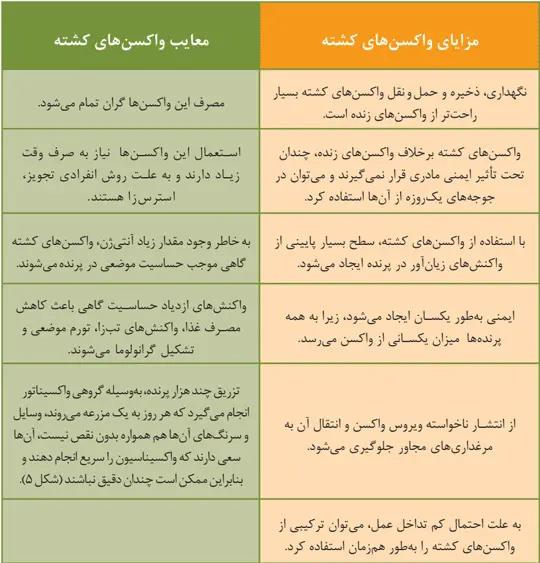 مزایای واکسن‌های کشته
معایب واکسن‌های کشته
نگهداری، ذخیره و حمل و نقل واکسن‌های کشته بسیار
راحت‌تر از واکسن‌های زنده است.
مصرف این واکسن‌ها گران تمام می‌شود.
واکسن‌های کشته برخلاف واکسن‌های زنده، چندان
تحت تأثیر ایمنی مادری قرار نمی‌گیرند و می‌توان در
جوجه‌های یک‌روزه از آن‌ها استفاده کرد.
استعمال این واکسن‌ها نیاز به صرف وقت
زیاد دارند و به علت روش انفرادی تجویز،
استرس‌زا هستند.
با استفاده از واکسن‌های کشته، سطح بسیار پایینی از
واکنش‌های زیان‌آور در پرنده ایجاد می‌شود.
به خاطر وجود مقدار زیاد آنتی‌ژن، واکسن‌های کشته
گاهی موجب حساسیت موضعی در پرنده می‌شوند.
ایمنی به‌طور یکسان ایجاد می‌شود، زیرا به همه
پرنده‌ها میزان یکسانی از واکسن می‌رسد.
واکنش‌های ازدیاد حساسیت گاهی باعث کاهش
مصرف غذا، واکنش‌های تب‌زا، تورم موضعی و
تشکیل گرانولوما می‌شوند.
از انتشار ناخواسته ویروس واکسن و انتقال آن به
مرغداری‌های مجاور جلوگیری می‌شود.
تزریق چند هزار پرنده، به‌وسیله گروهی واکسیناتور
انجام می‌گیرد که هر روز به یک مزرعه می‌روند، وسایل
و سرنگ‌های آن‌ها هم همواره بدون نقص نیست، آن‌ها
سعی دارند که واکسیناسیون را سریع انجام دهند و
بنابراین ممکن است چندان دقیق نباشند (شکل ۵).
به علت احتمال کم تداخل عمل، می‌توان ترکیبی از
واکسن‌های کشته را به‌طور هم‌زمان استفاده کرد.